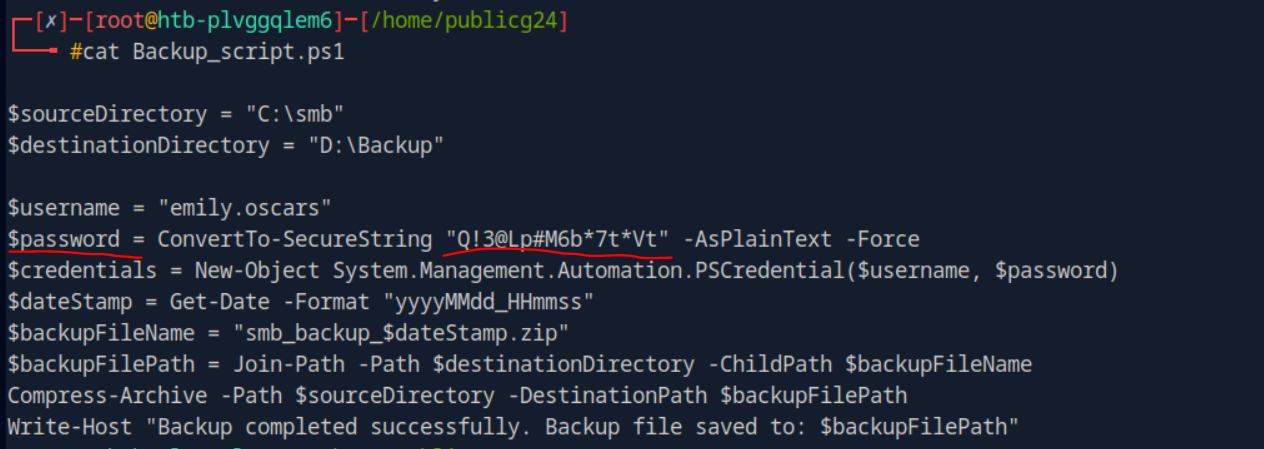 [✗]-[root@htb-plvggqlem6]-[/home/publicg24]
#cat Backup_script.ps1
$sourceDirectory = "C:\smb"
$destinationDirectory = "D:\Backup"
$username = "emily.oscars"
$password = ConvertTo-SecureString "Q!3@Lp#M6b*7t*Vt" -AsPlainText -Force
$credentials = New-Object System.Management.Automation.PSCredential($username, $password)
$dateStamp = Get-Date -Format "yyyyMMdd_HHmmss"
$backupFileName = "smb_backup_$dateStamp.zip"
$backupFilePath = Join-Path -Path $destinationDirectory -ChildPath $backupFileName
Compress-Archive -Path $sourceDirectory -DestinationPath $backupFilePath
Write-Host "Backup completed successfully. Backup file saved to: $backupFilePath"